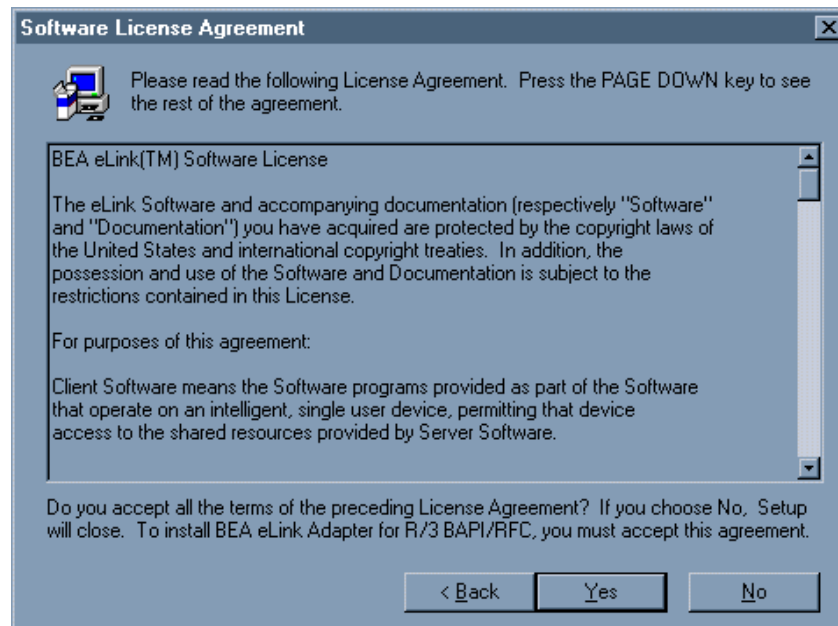 Software License Agreement
Please read the following License Agreement. Press the PAGE DOWN key to see
the rest of the agreement.
BEA eLink(TM) Software License
The eLink Software and accompanying documentation (respectively "Software"
and "Documentation") you have acquired are protected by the copyright laws of
the United States and international copyright treaties. In addition, the
possession and use of the Software and Documentation is subject to the
restrictions contained in this License.
For purposes of this agreement:
Client Software means the Software programs provided as part of the Software
that operate on an intelligent, single user device, permitting that device
access to the shared resources provided by Server Software.
Do you accept all the terms of the preceding License Agreement? If you choose No, Setup
will close. To install BEA eLink Adapter for R/3 BAPI/RFC, you must accept this agreement.
< Back
Yes
No